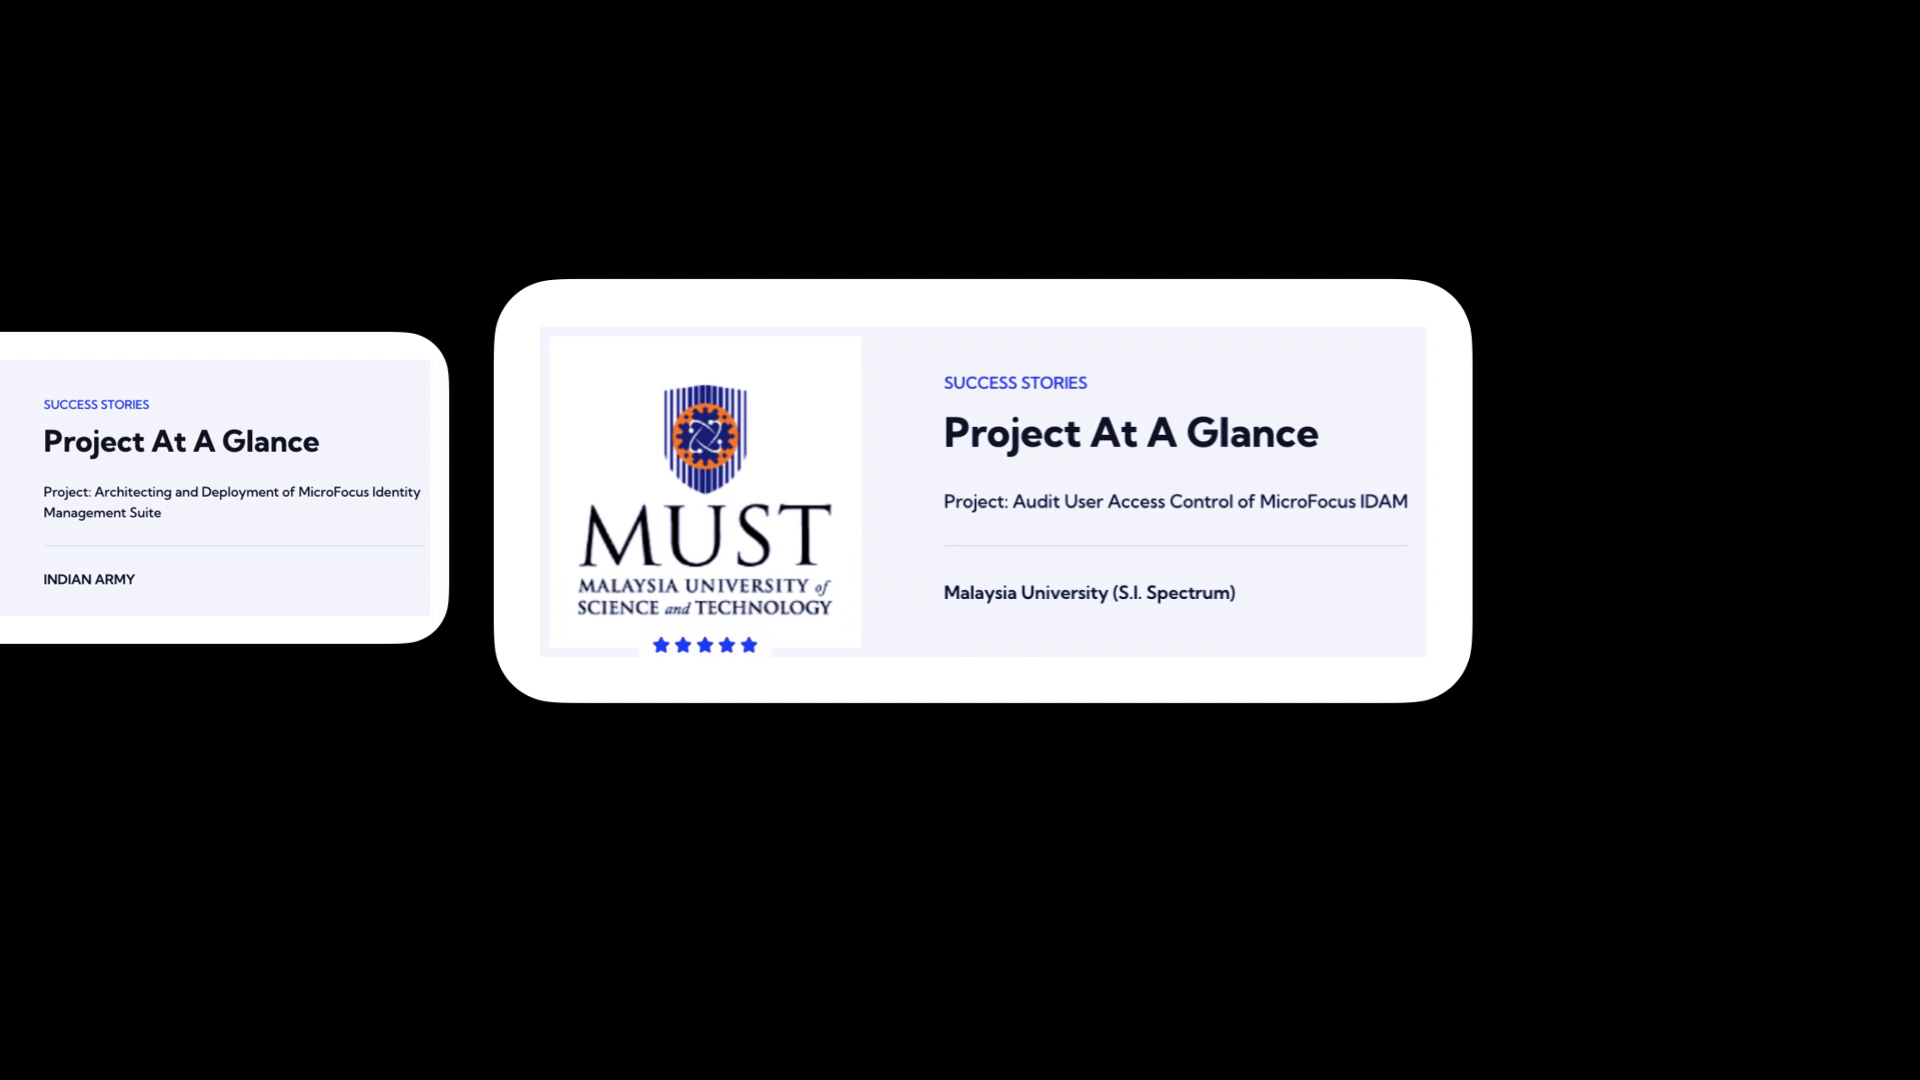 SUCCESS STORIES
Project At A Glance
Project: Architecting and Deployment of MicroFocus Identity
Management Suite
INDIAN ARMY
MUST
MALAYSIA UNIVERSITY of
SCIENCE and TECHNOLOGY
SUCCESS STORIES
Project At A Glance
Project: Audit User Access Control of MicroFocus IDAM
Malaysia University (S.I. Spectrum)